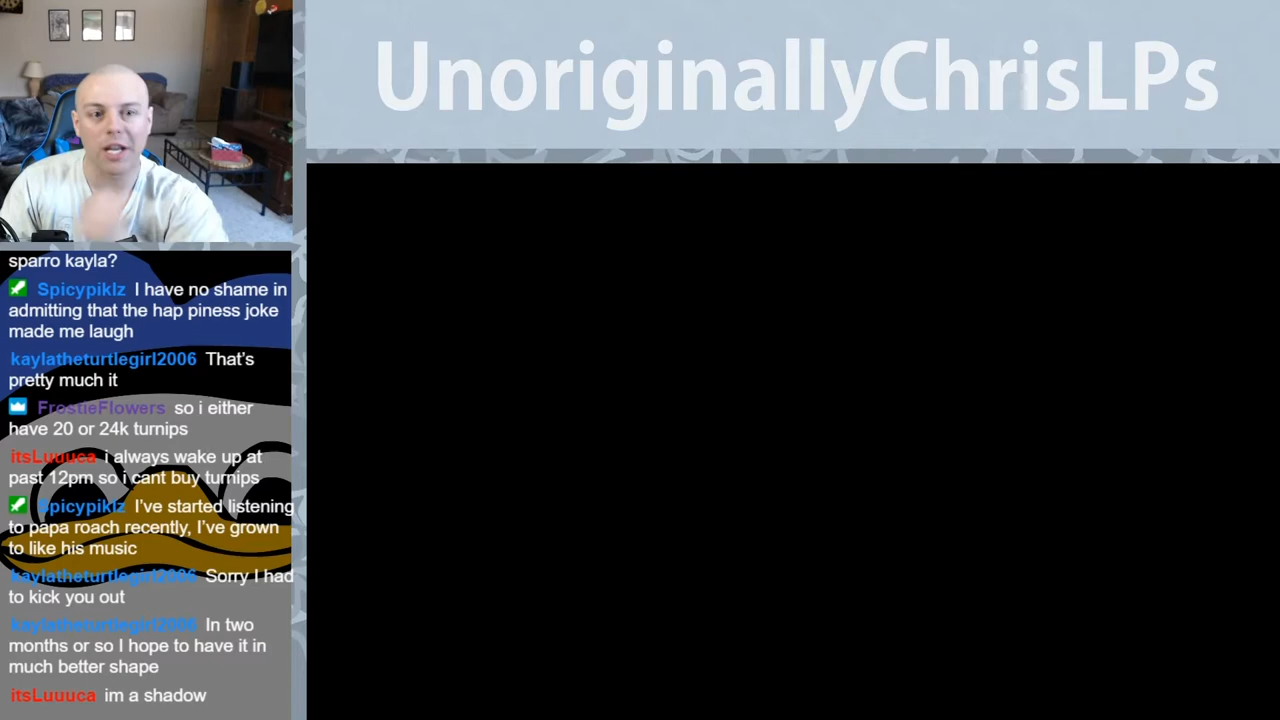 UnoriginallyChrisLPs
sparro kayla?
Spicypiklz I have no shame in
admitting that the hap piness joke
made me laugh
kaylatheturtlegirl2006 That's
pretty much it
FrostieFlowers so i either
have 20 or 24k turnips
itsLuuuca i always wake up at
past 12pm so i cant buy turnips
Spicypiklz I've started listening
to papa roach recently, I've grown
to like his music
kaylatheturtlegirl2006 Sorry I had
to kick you out
kaylatheturtlegirl2006 In two
months or so I hope to have it in
much better shape
itsLuuuca im a shadow